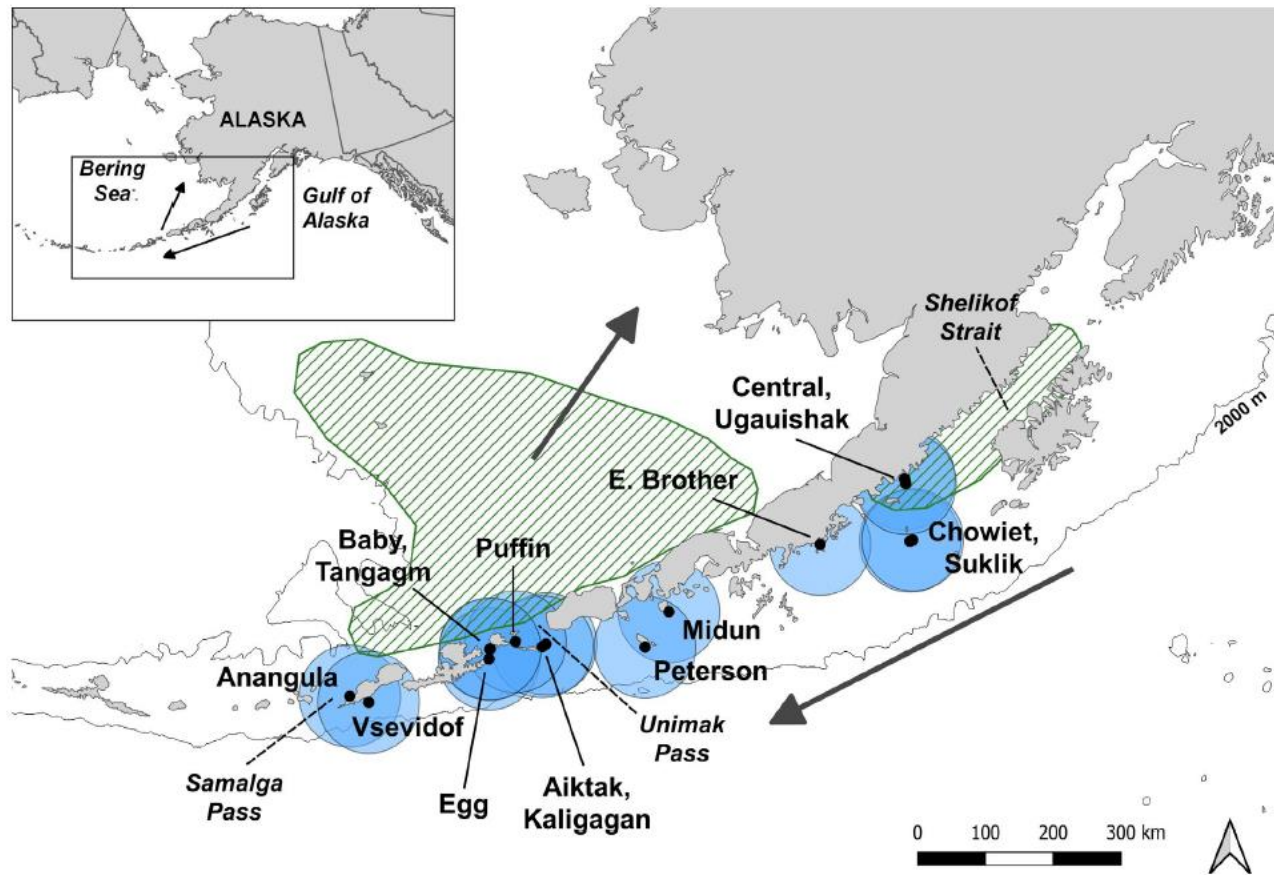 ALASKA
Bering
Sea
Gulf of
Alaska
Shelikof
Strait
Central,
Ugauishak
2000 m
E. Brother
Baby,
Tangagm
Puffin
Chowiet,
Suklik
Midun
Peterson
Anangula
Vsevidof
Unimak
Pass
Samalga
Pass
Egg
Aiktak,
Kaligagan
0 100 200 300 km